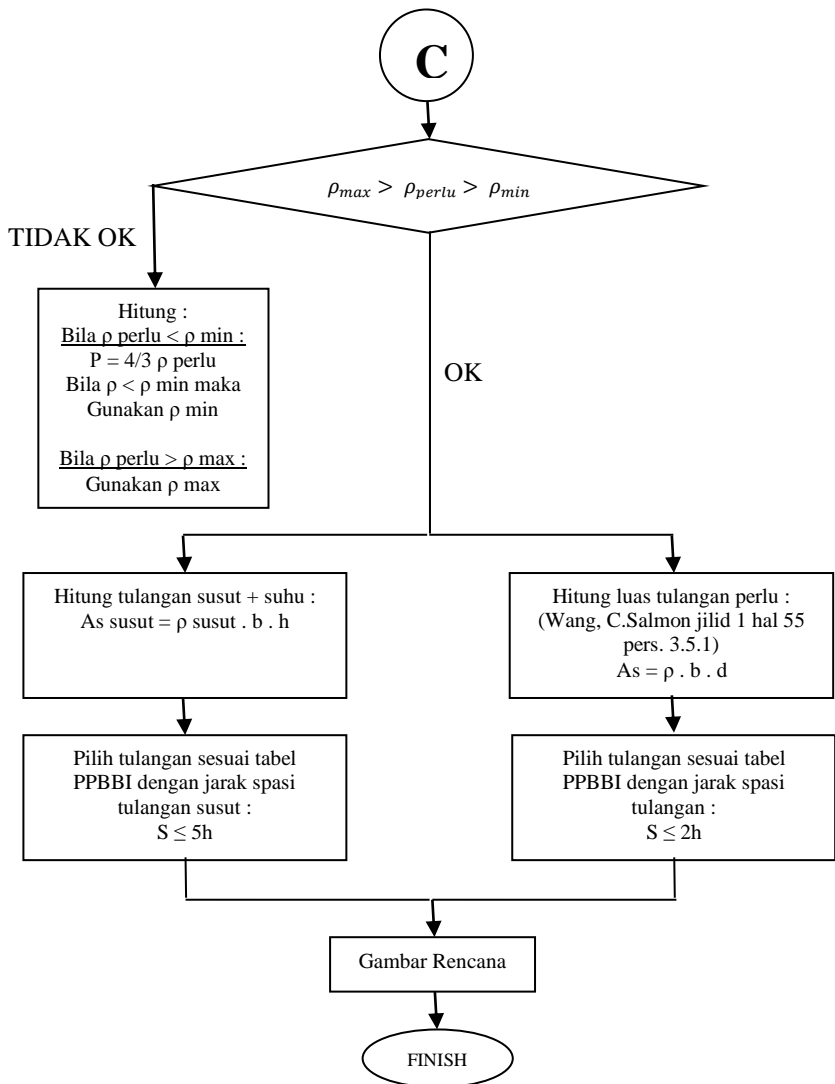 C
ρmax > ρperlu > ρmin
TIDAK OK
Hitung :
Bila ρ perlu < ρ min :
P = 4/3 ρ perlu
Bila ρ < ρ min maka
Gunakan ρ min
Bila ρ perlu > ρ max :
Gunakan ρ max
OK
Hitung tulangan susut + suhu :
As susut = ρ susut . b . h
Hitung luas tulangan perlu :
(Wang, C.Salmon jilid 1 hal 55
pers. 3.5.1)
As = ρ . b . d
Pilih tulangan sesuai tabel
PPBBI dengan jarak spasi
tulangan susut :
S ≤ 5h
Pilih tulangan sesuai tabel
PPBBI dengan jarak spasi
tulangan :
S ≤ 2h
Gambar Rencana
FINISH